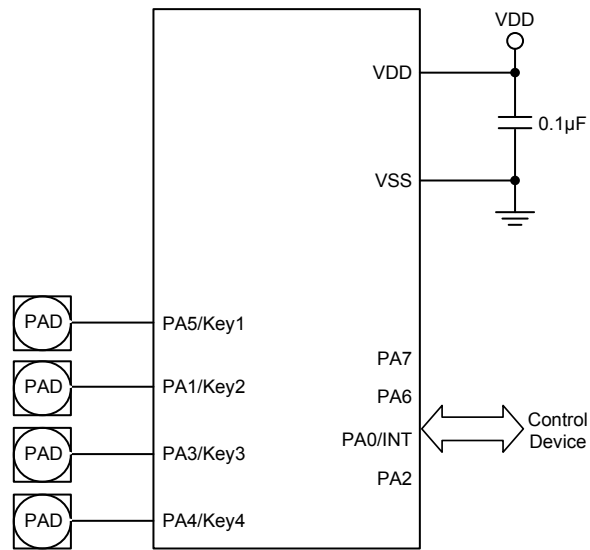 VDD
VDD
0.1µF
VSS
PAD PA5/Key1
PA7
PAD PA1/Key2
PA6
Control
Device
PA0/INT
PAD PA3/Key3
PA2
PAD PA4/Key4